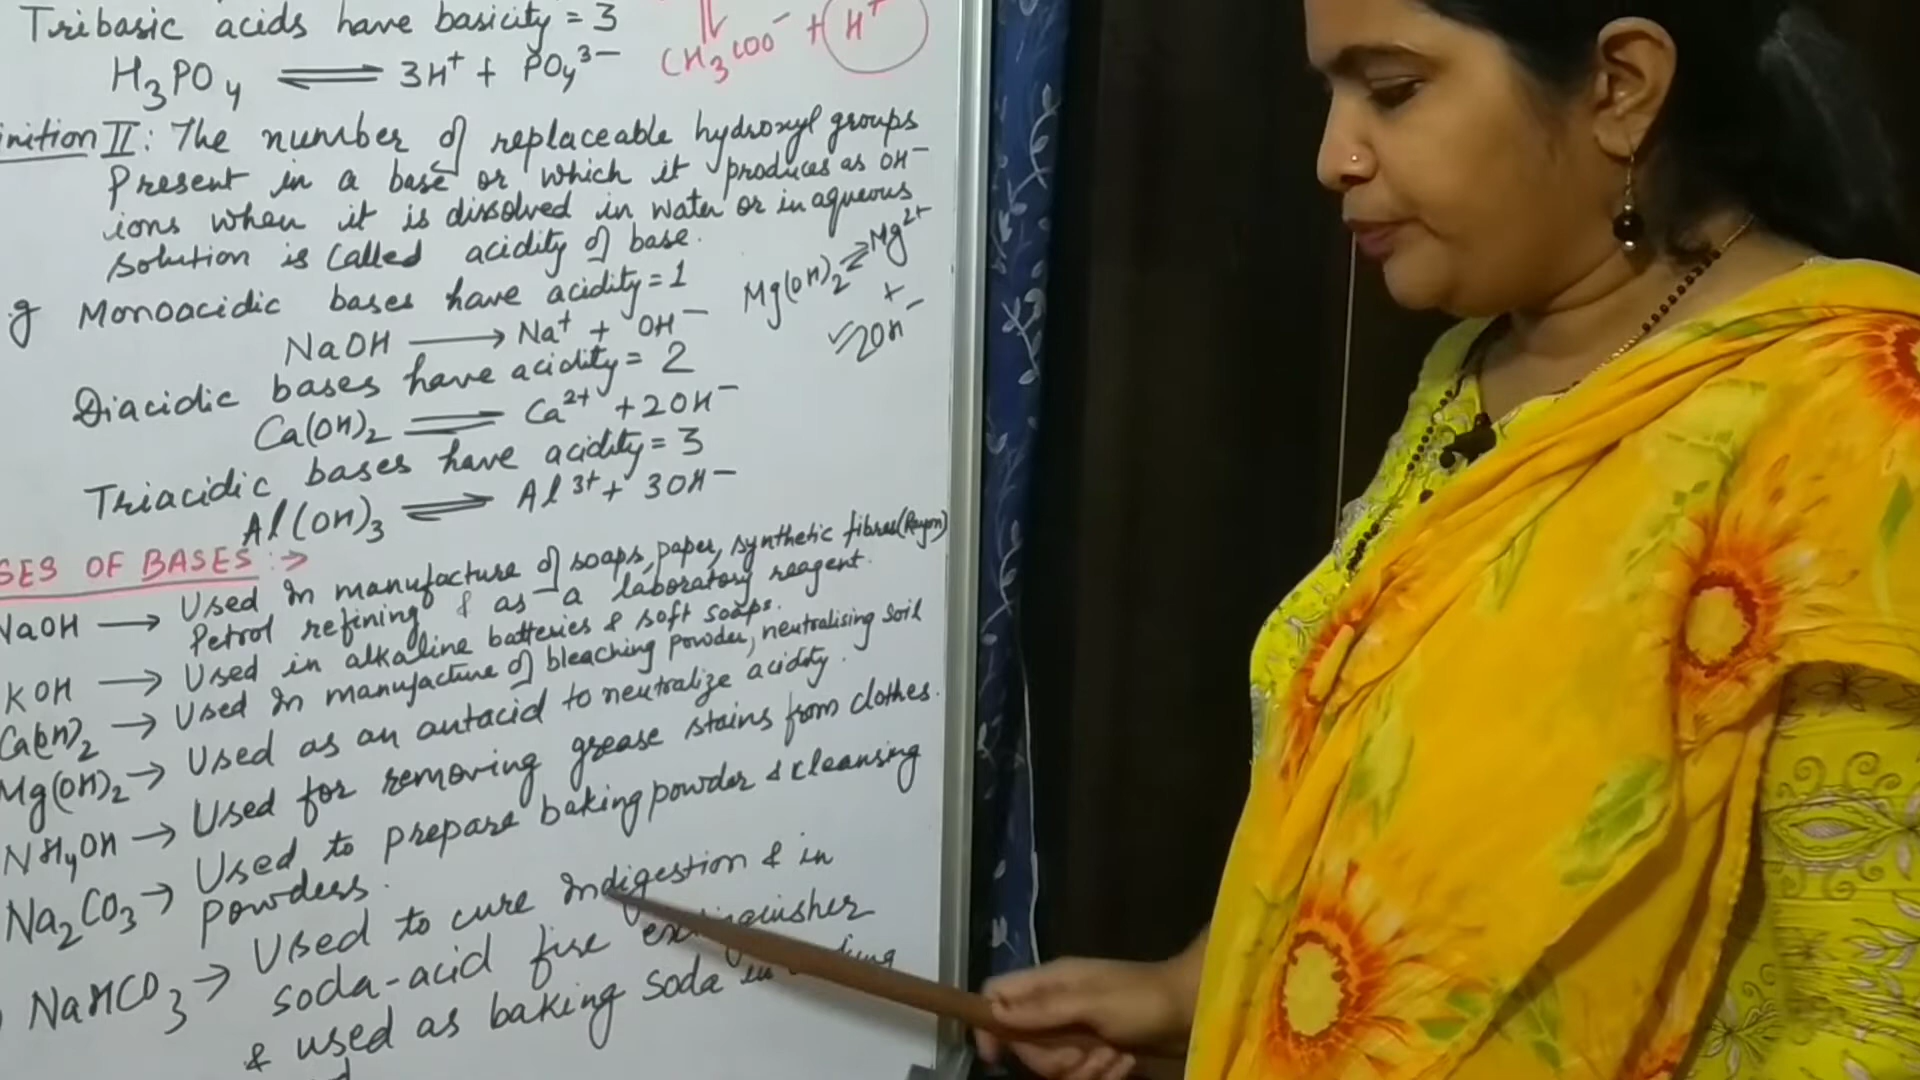 Tribasic acids have basicity = 3
H3PO4 ⇌ 3H+ + PO4 3−
CH3COO− + H+
inition II : The number of replaceable hydroxyl groups
Present in a base or which it produces as OH−
ions when it is dissolved in water or in aqueous
solution is called acidity of base.
g Monoacidic bases have acidity = 1
NaOH ⟶ Na+ + OH−
Mg(OH)2 ⇌ Mg2+
+
2OH−
Diacidic bases have acidity = 2
Ca(OH)2 ⇌ Ca2+ + 2OH−
Triacidic bases have acidity = 3
Al(OH)3 ⇌ Al3+ + 3OH−
SES OF BASES :→
NaOH → Used in manufacture of soaps, paper, synthetic fibres (Rayon)
Petrol refining & as a laboratory reagent.
KOH → Used in alkaline batteries & soft soaps.
Ca(OH)2 → Used in manufacture of bleaching powder, neutralising soil
Mg(OH)2 → Used as an antacid to neutralize acidity.
NH4OH → Used for removing grease stains from clothes.
Na2CO3 → Used to prepare baking powder & cleansing
powders.
NaHCO3 → Used to cure Indigestion & in
soda-acid fire extinguisher
& used as baking soda in